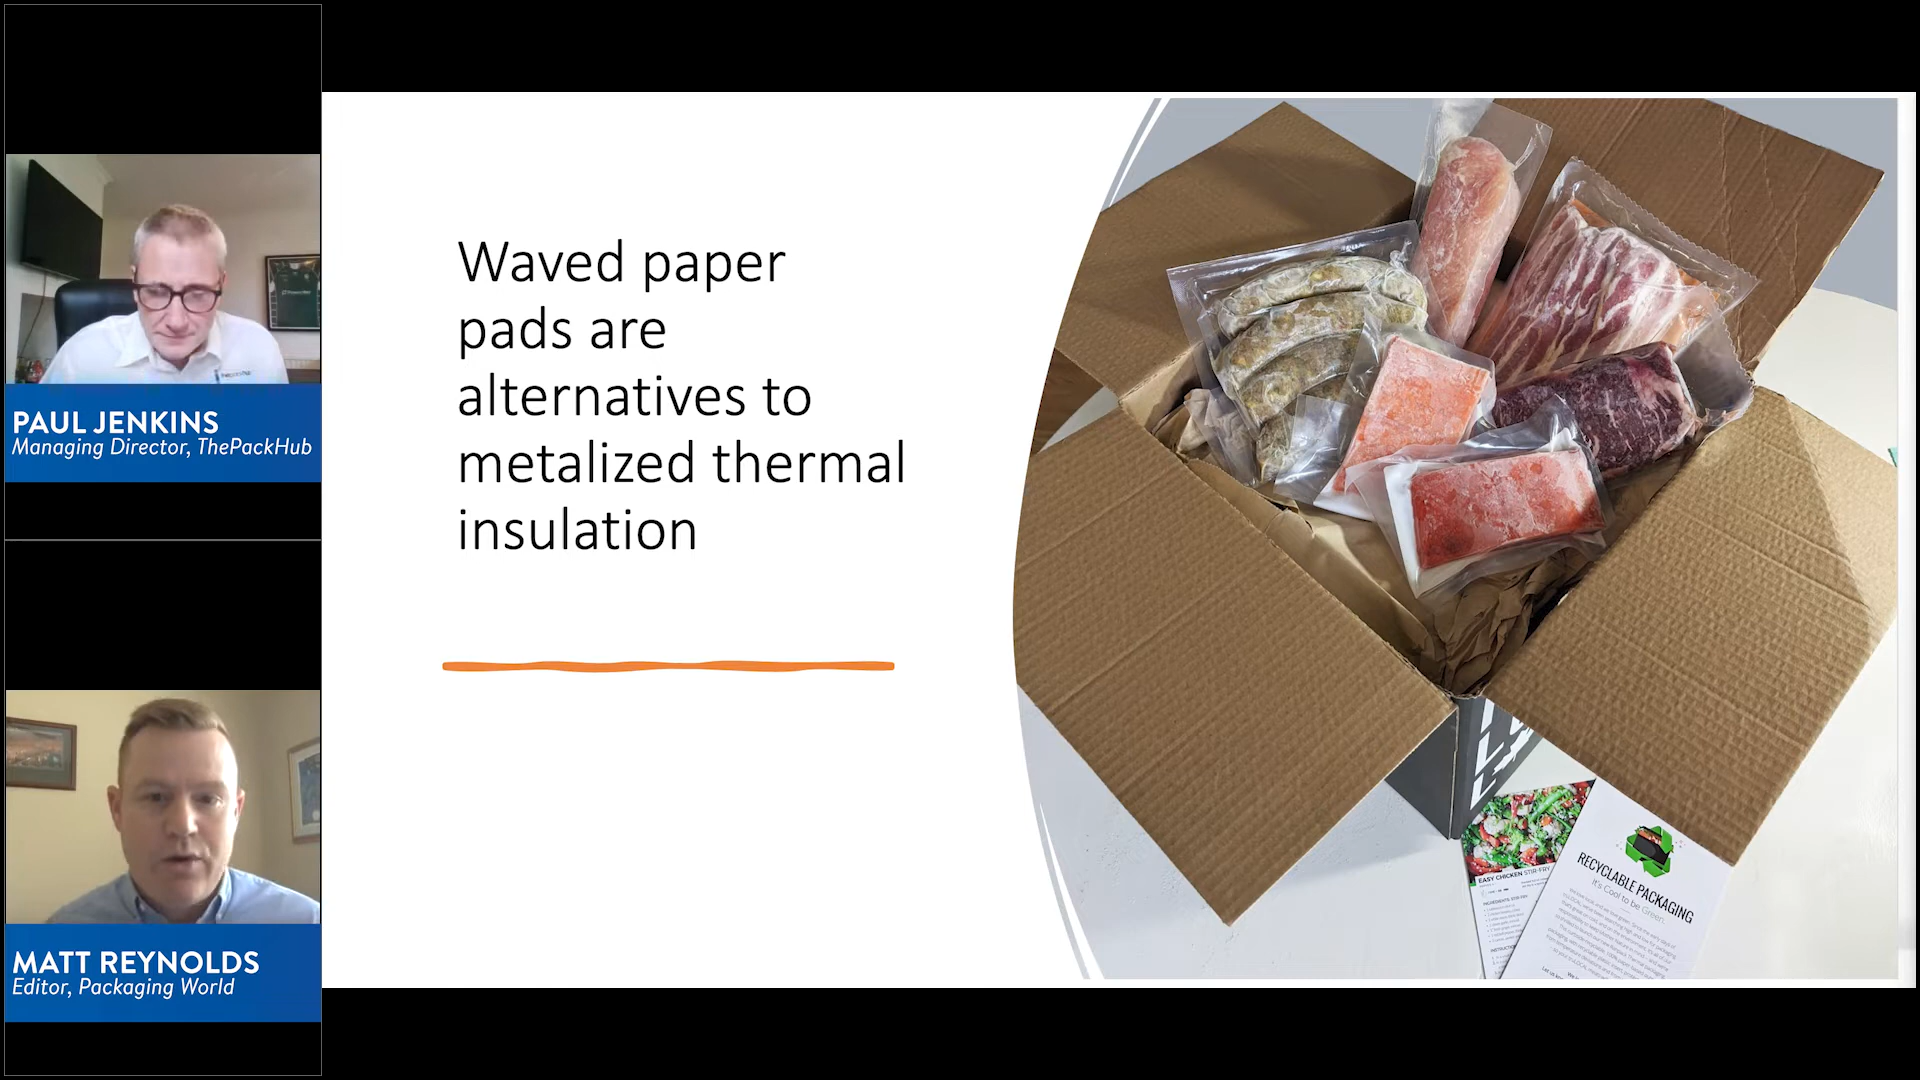 PAUL JENKINS
Managing Director, ThePackHub
MATT REYNOLDS
Editor, Packaging World
Waved paper
pads are
alternatives to
metalized thermal
insulation
EASY CHICKEN STIR-FRY
RECYCLABLE PACKAGING
It's Cool to be Green